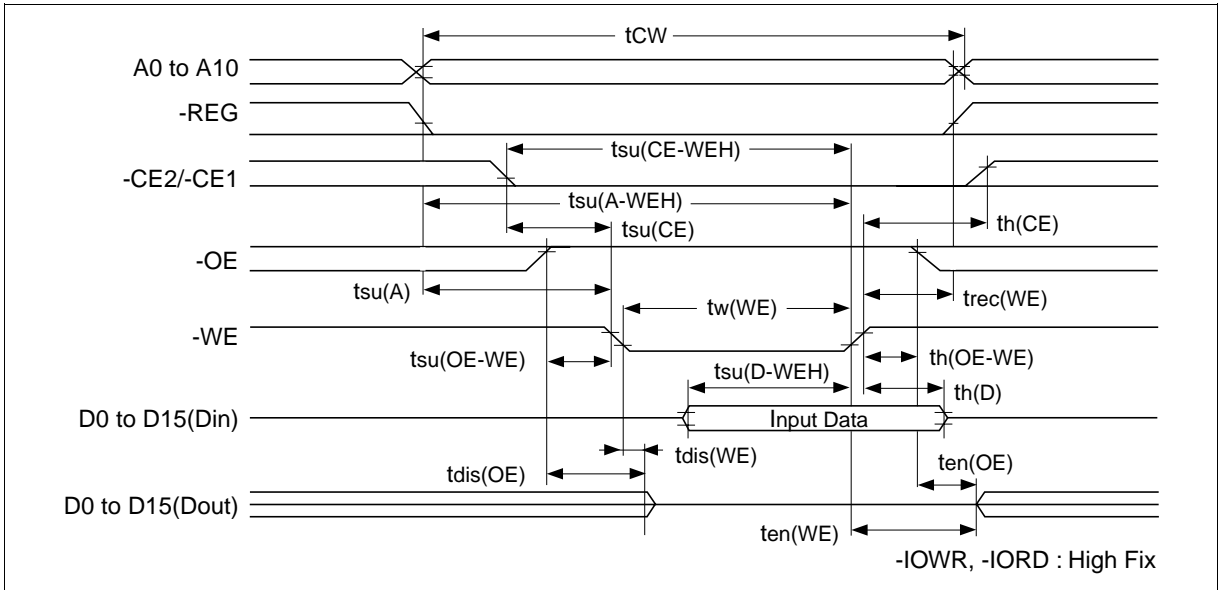 tCW
A0 to A10
-REG
tsu(CE-WEH)
-CE2/-CE1
tsu(A-WEH)
tsu(CE)
th(CE)
-OE
tsu(A)
tw(WE)
trec(WE)
-WE
tsu(OE-WE)
th(OE-WE)
tsu(D-WEH)
th(D)
D0 to D15(Din)
Input Data
tdis(WE)
tdis(OE)
ten(OE)
D0 to D15(Dout)
ten(WE)
-IOWR, -IORD : High Fix